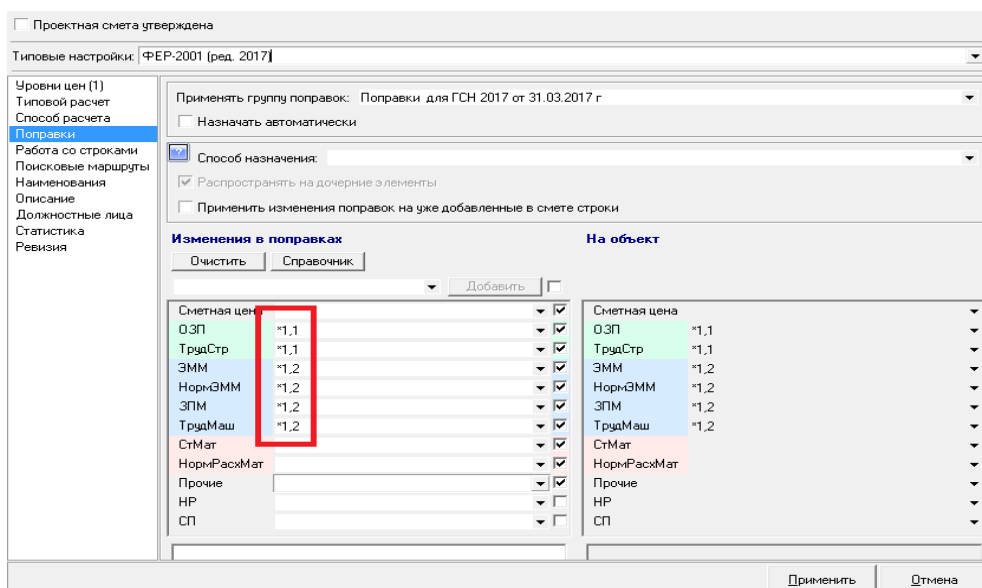 Проектная смета утверждена
Типовые настройки: ФЕР-2001 (ред. 2017)
Уровни цен (1)
Типовой расчет
Способ расчета
Поправки
Работа со строками
Поисковые маршруты
Наименования
Описание
Должностные лица
Статистика
Ревизия
Применять группу поправок: Поправки для ГСН 2017 от 31.03.2017 г
Назначать автоматически
Способ назначения:
Распространять на дочерние элементы
Применить изменения поправок на уже добавленные в смете строки
Изменения в поправках На объект
Очистить Справочник
Добавить
Сметная цена Сметная цена
ОЗП *1,1 ОЗП *1,1
ТрудСтр *1,1 ТрудСтр *1,1
ЭММ *1,2 ЭММ *1,2
НормЭММ *1,2 НормЭММ *1,2
ЗПМ *1,2 ЗПМ *1,2
ТрудМаш *1,2 ТрудМаш *1,2
СтМат СтМат
НормРасхМат НормРасхМат
Прочие Прочие
НР НР
СП СП
Применить Отмена